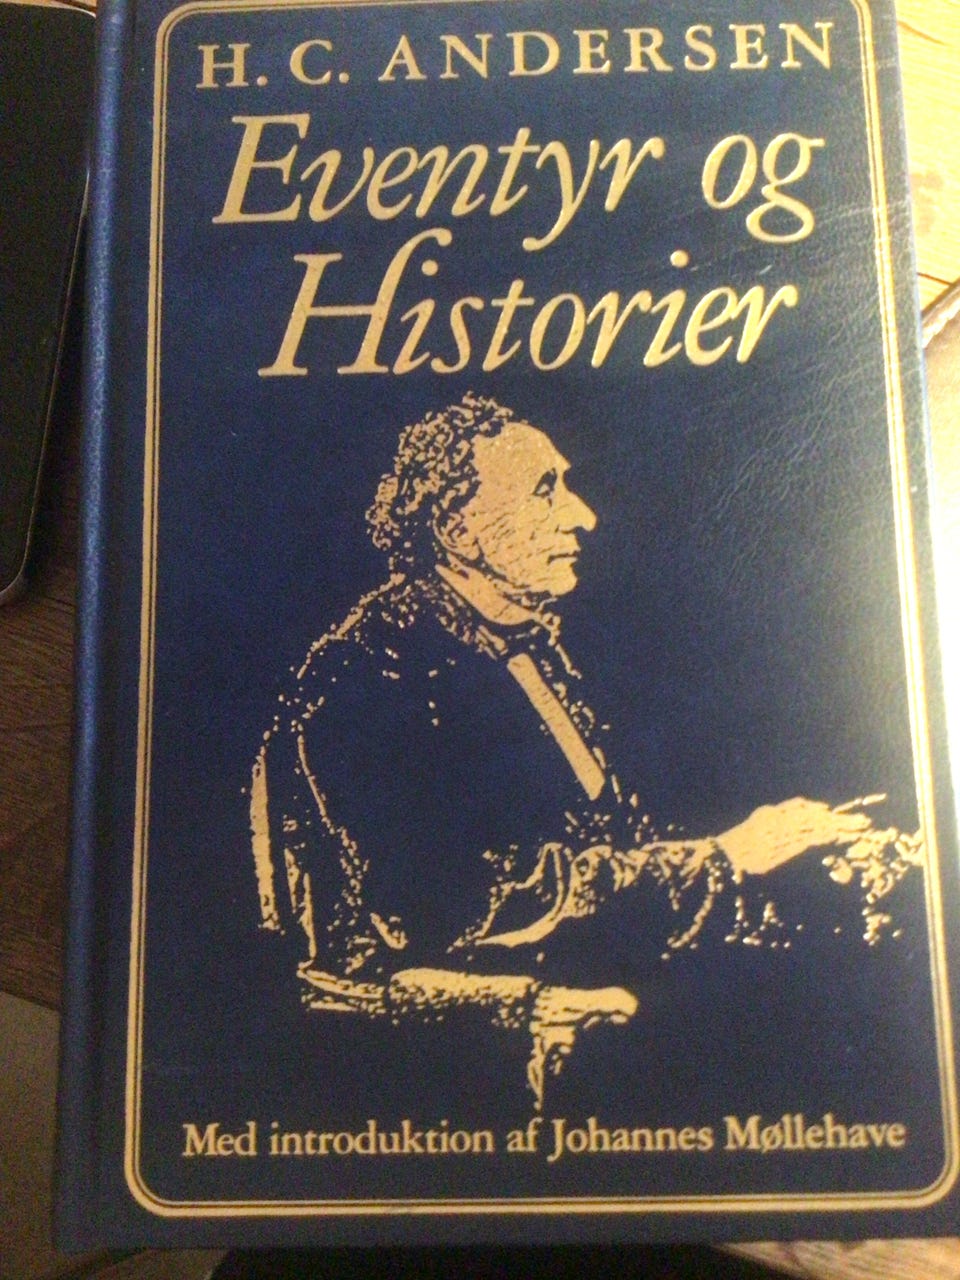 H. C. ANDERSEN
Eventyr og
Historier
Med introduktion af Johannes Møllehave